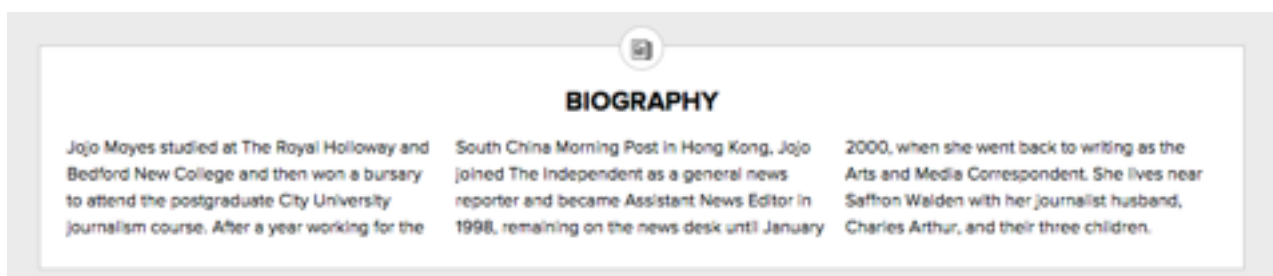 BIOGRAPHY
Jojo Moyes studied at The Royal Holloway and
Bedford New College and then won a bursary
to attend the postgraduate City University
journalism course. After a year working for the
South China Morning Post in Hong Kong, Jojo
joined The Independent as a general news
reporter and became Assistant News Editor in
1998, remaining on the news desk until January
2000, when she went back to writing as the
Arts and Media Correspondent. She lives near
Saffron Walden with her journalist husband,
Charles Arthur, and their three children.